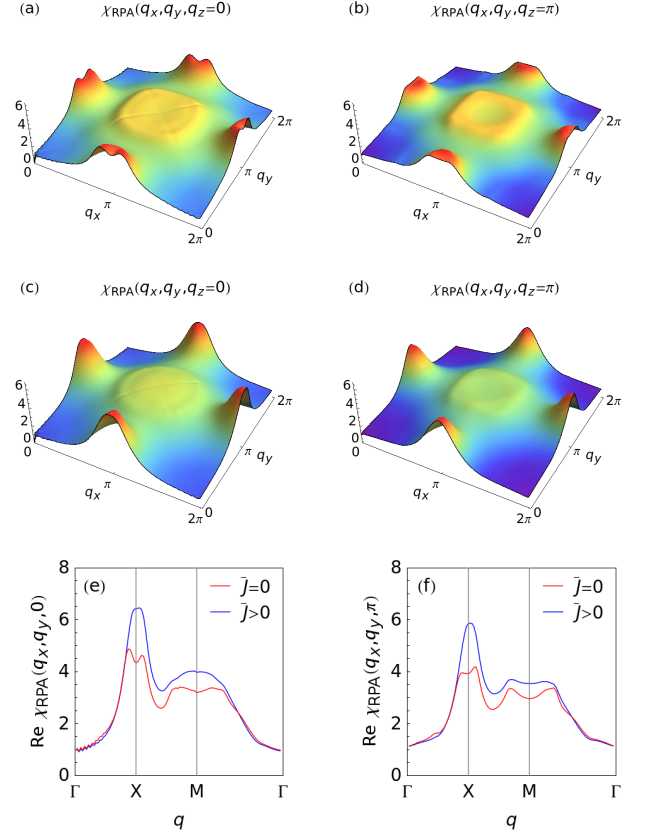 (a) χRPA(qx,qy,qz=0)
(b) χRPA(qx,qy,qz=π)
6
4
2
0
0
qx
π
2π
0
π
qy
2π
6
4
2
0
0
qx
π
2π
0
π
qy
2π
(c) χRPA(qx,qy,qz=0)
(d) χRPA(qx,qy,qz=π)
6
4
2
0
0
qx
π
2π
0
π
qy
2π
6
4
2
0
0
qx
π
2π
0
π
qy
2π
(e)
J̄=0
J̄>0
Re χRPA(qx,qy,0)
8
6
4
2
0
Γ X M Γ
q
(f)
J̄=0
J̄>0
Re χRPA(qx,qy,π)
8
6
4
2
0
Γ X M Γ
q